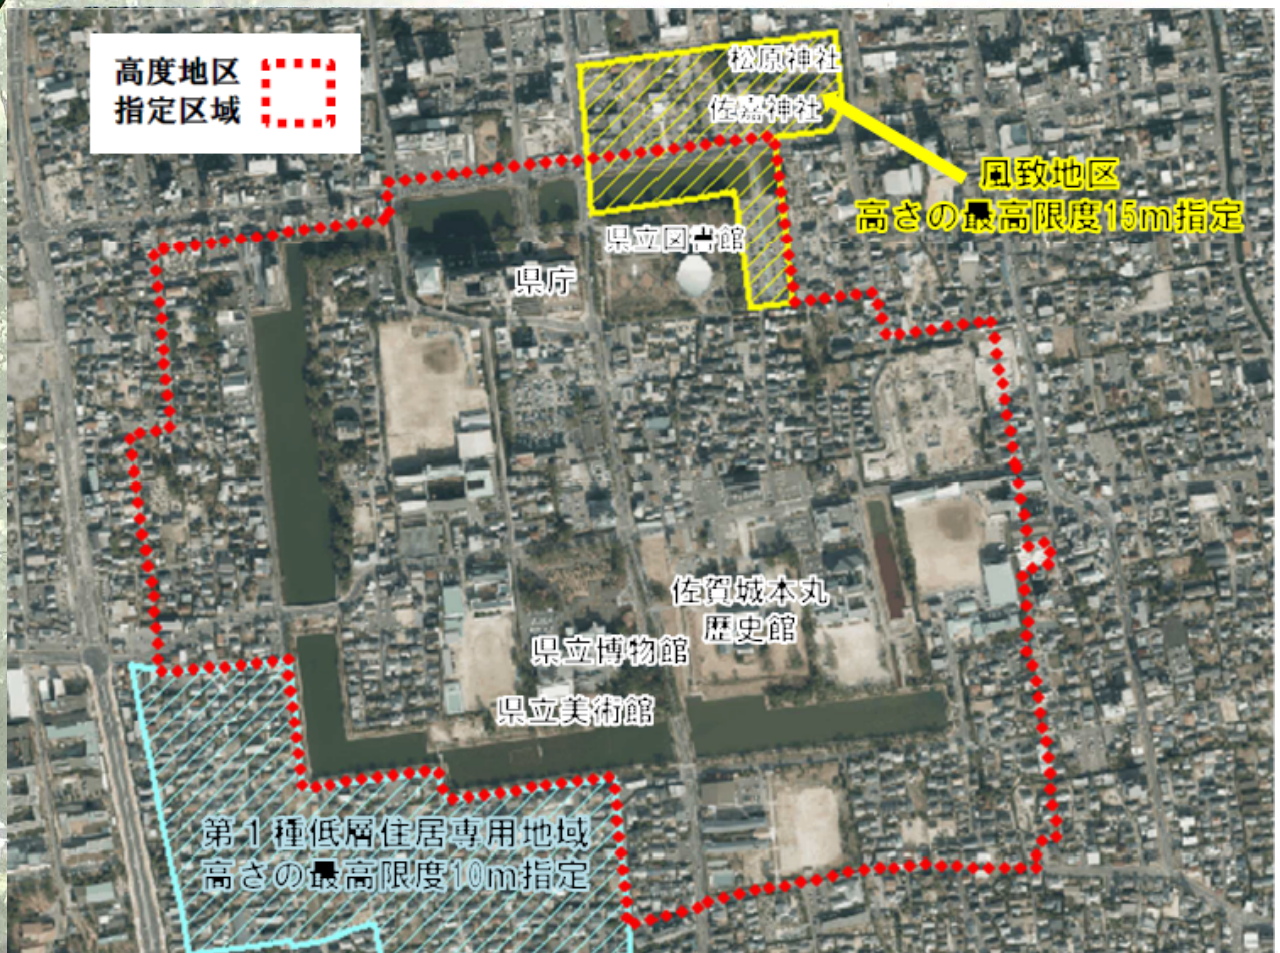 高度地区
指定区域
松原神社
佐嘉神社
風致地区
高さの最高限度15m指定
県立図書館
県庁
佐賀城本丸
歴史館
県立博物館
県立美術館
第1種低層住居専用地域
高さの最高限度10m指定